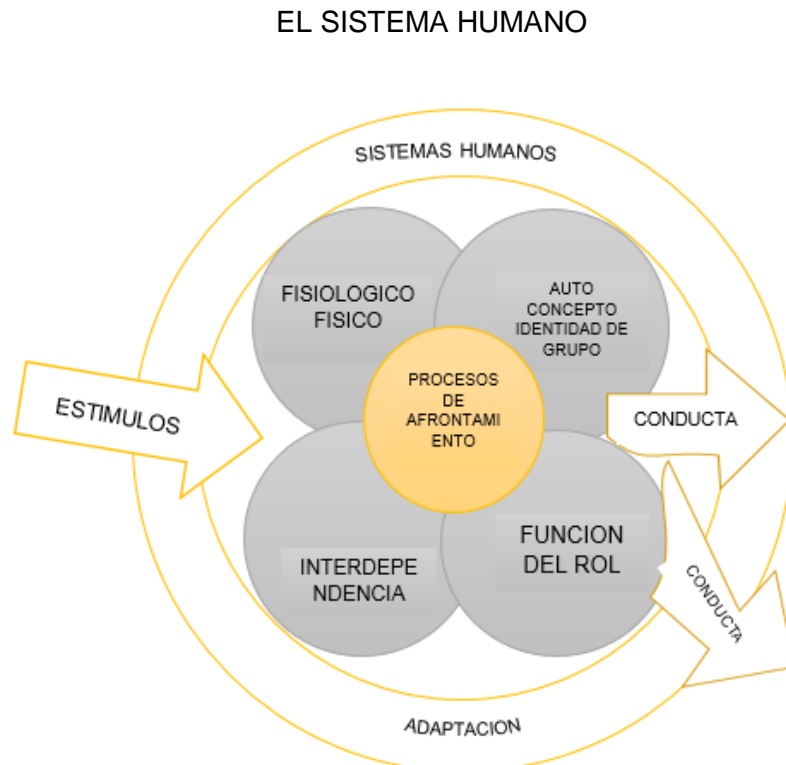 EL SISTEMA HUMANO
SISTEMAS HUMANOS
FISIOLOGICO
FISICO
AUTO
CONCEPTO
IDENTIDAD DE
GRUPO
PROCESOS
DE
AFRONTAMI
ENTO
ESTIMULOS
CONDUCTA
INTERDEPE
NDENCIA
FUNCION
DEL ROL
CONDUCTA
ADAPTACION